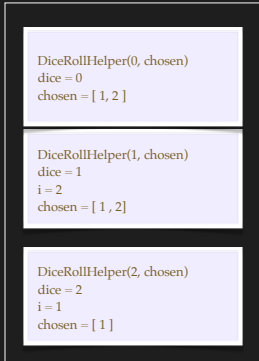 DiceRollHelper(0, chosen)
dice = 0
chosen = [ 1, 2 ]
DiceRollHelper(1, chosen)
dice = 1
i = 2
chosen = [ 1 , 2]
DiceRollHelper(2, chosen)
dice = 2
i = 1
chosen = [ 1 ]